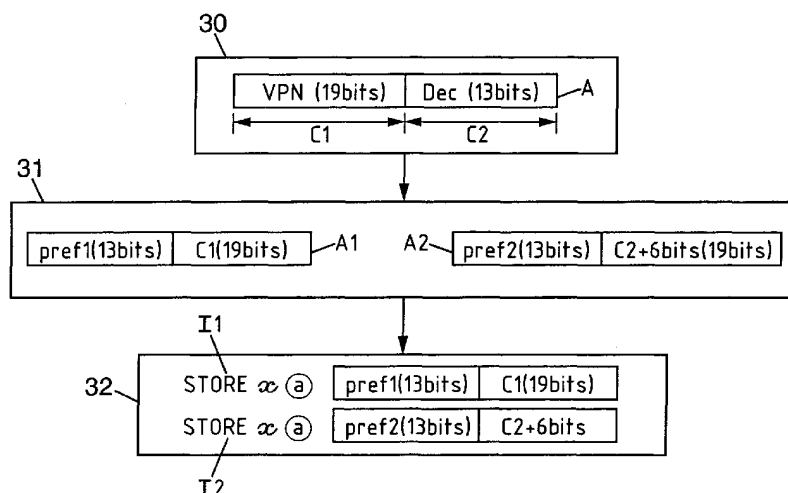 30
VPN (19bits) Dec (13bits) A
C1 C2
31
pref1(13bits) C1(19bits) A1 A2 pref2(13bits) C2+6bits(19bits)
I1
32
STORE x ⓐ pref1(13bits) C1(19bits)
STORE x ⓐ pref2(13bits) C2+6bits
I2